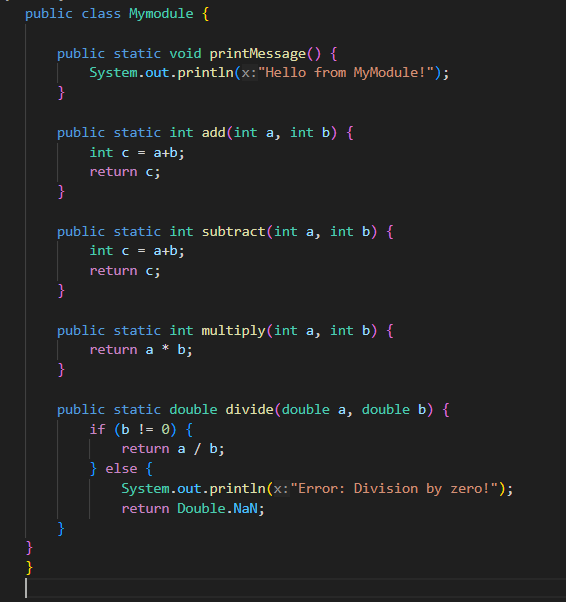 public class Mymodule {
    public static void printMessage() {
        System.out.println(x:"Hello from MyModule!");
    }
    public static int add(int a, int b) {
        int c = a+b;
        return c;
    }
    public static int subtract(int a, int b) {
        int c = a+b;
        return c;
    }
    public static int multiply(int a, int b) {
        return a * b;
    }
    public static double divide(double a, double b) {
        if (b != 0) {
            return a / b;
        } else {
            System.out.println(x:"Error: Division by zero!");
            return Double.NaN;
        }
}
}